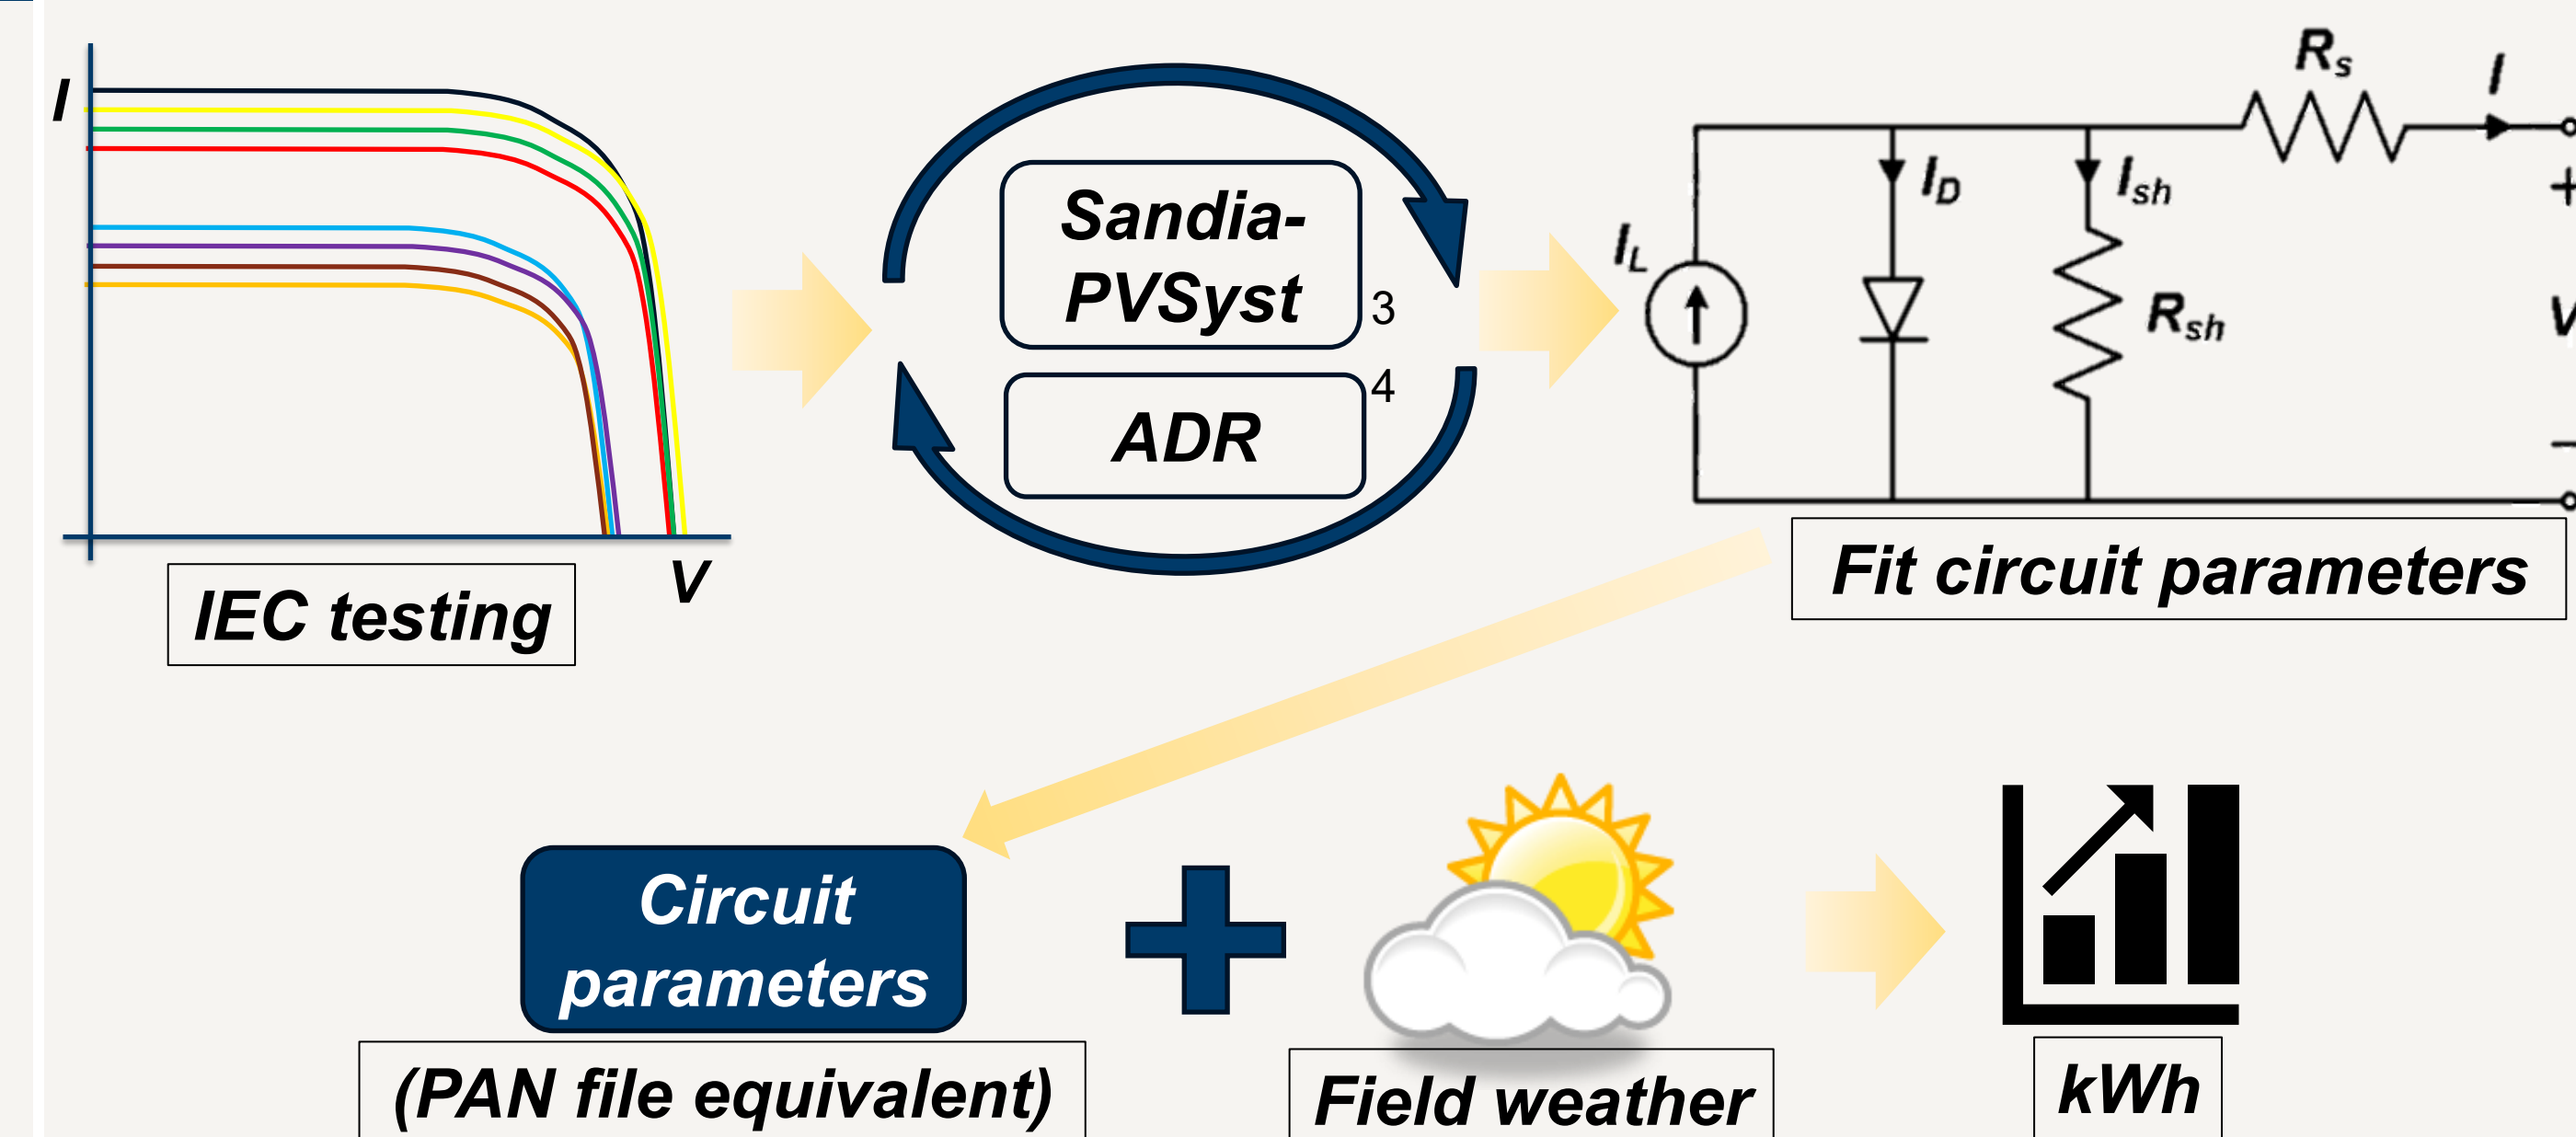 I
V
IEC testing
Sandia-
PVSyst
3
ADR
4
Rs
I
ID
Ish
IL
Rsh
+
V
−
Fit circuit parameters
Circuit
parameters
(PAN file equivalent)
Field weather
kWh